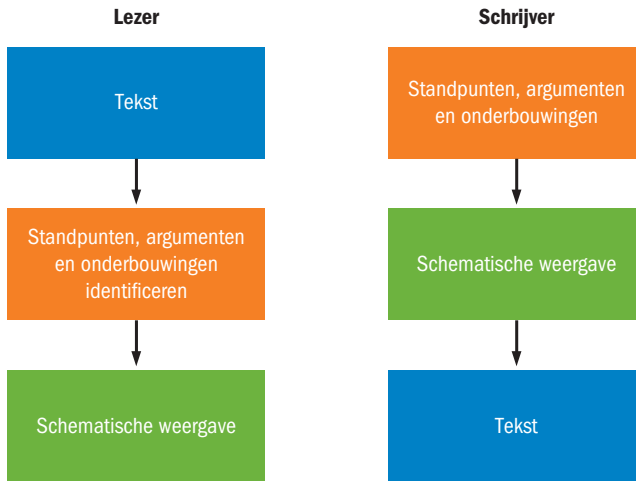 Lezer
Tekst
Standpunten, argumenten
en onderbouwingen
identificeren
Schematische weergave
Schrijver
Standpunten, argumenten
en onderbouwingen
Schematische weergave
Tekst